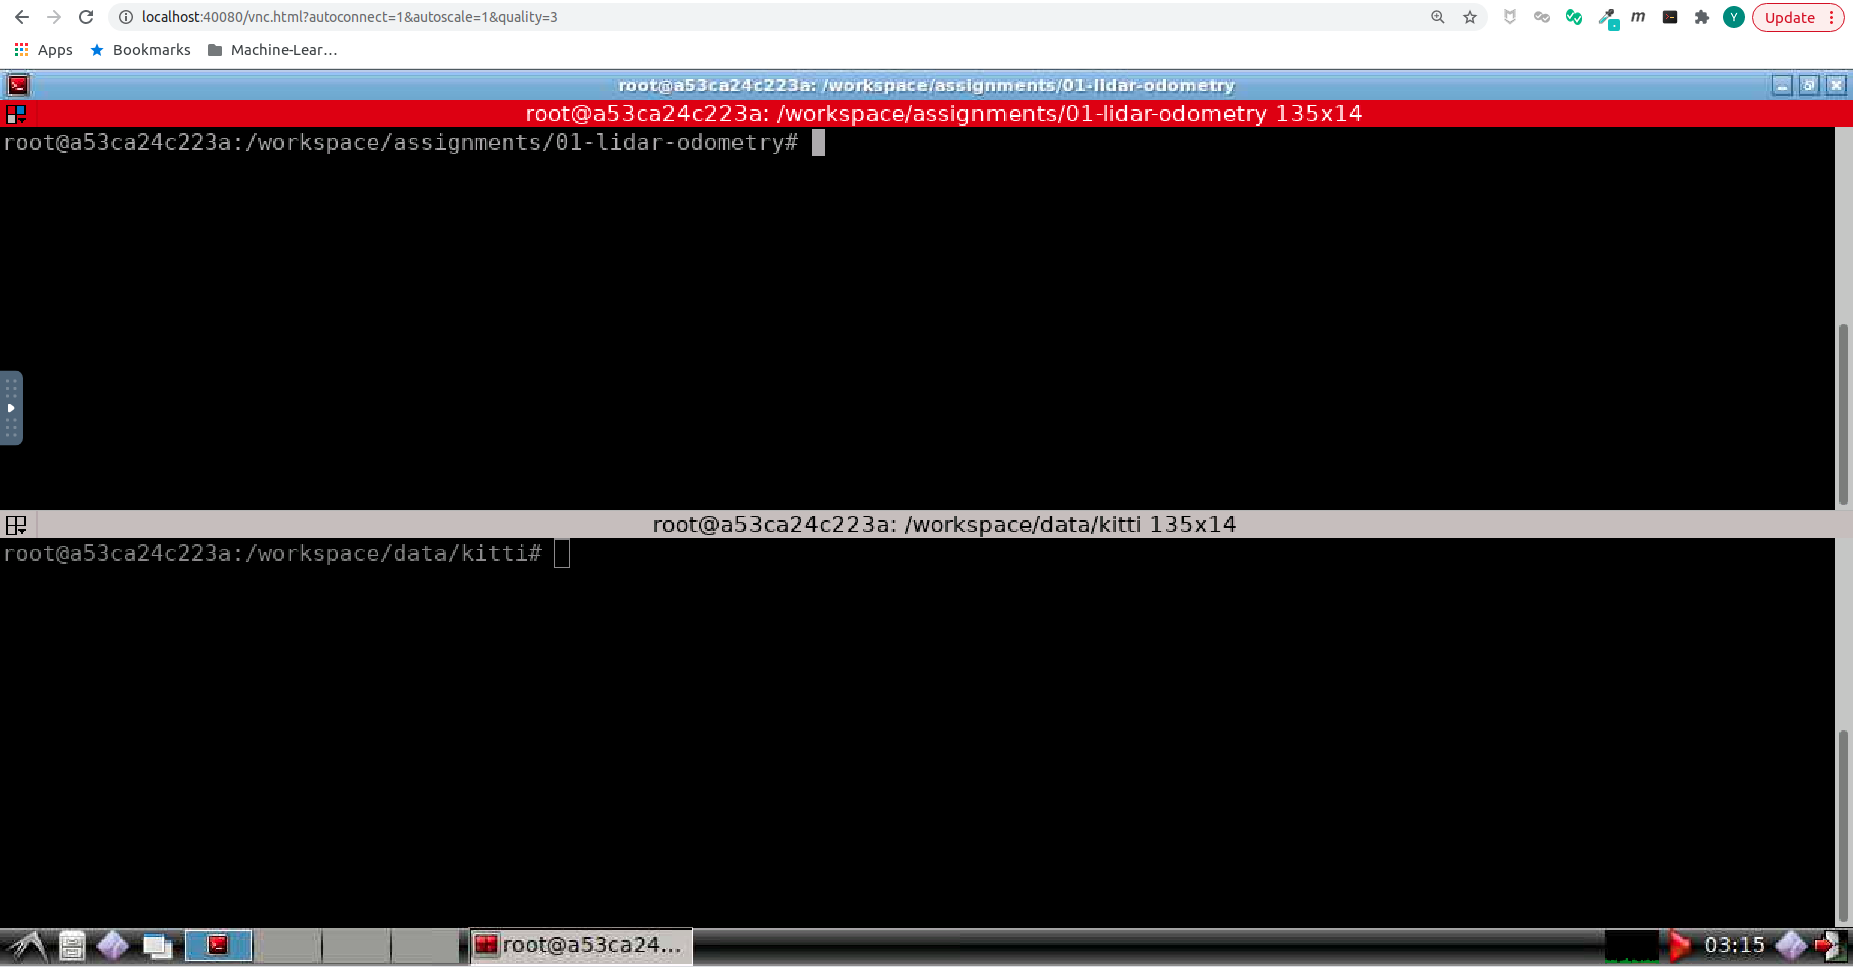 localhost:40080/vnc.html?autoconnect=1&autoscale=1&quality=3
m
Y
Update
Apps
Bookmarks
Machine-Lear...
root@a53ca24c223a: /workspace/assignments/01-lidar-odometry
root@a53ca24c223a: /workspace/assignments/01-lidar-odometry 135x14
root@a53ca24c223a:/workspace/assignments/01-lidar-odometry#
root@a53ca24c223a: /workspace/data/kitti 135x14
root@a53ca24c223a:/workspace/data/kitti#
root@a53ca24...
03:15